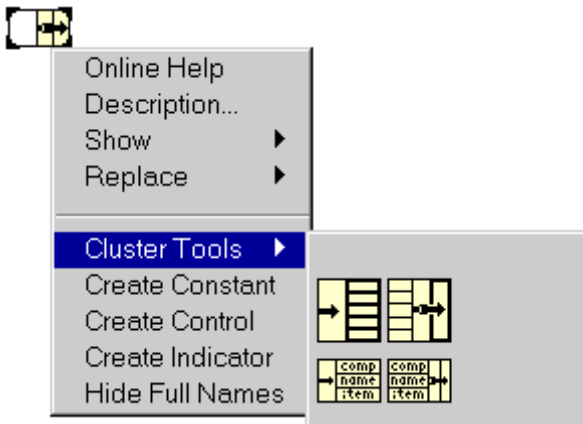 Online Help
Description...
Show
Replace
Cluster Tools
Create Constant
Create Control
Create Indicator
Hide Full Names
comp comp
name name
item item